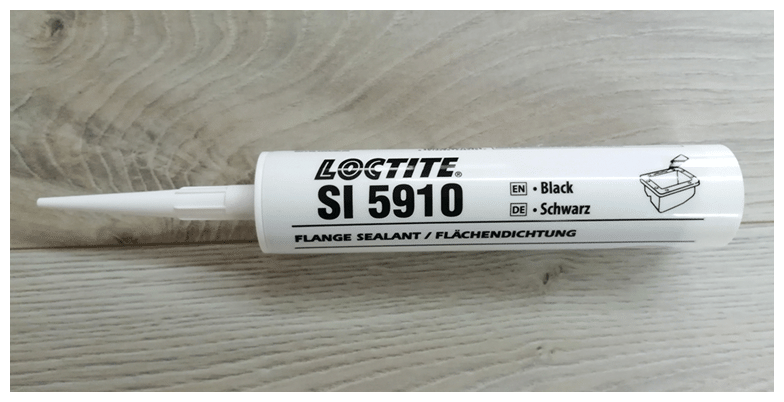 LOCTITE®
SI 5910
EN • Black
DE • Schwarz
FLANGE SEALANT / FLÄCHENDICHTUNG